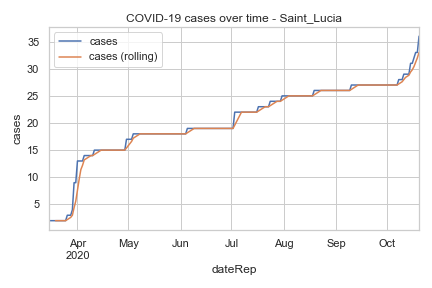 COVID-19 cases over time - Saint_Lucia
cases
cases (rolling)
35
30
25
20
15
10
5
cases
Apr
2020
May
Jun
Jul
Aug
Sep
Oct
dateRep